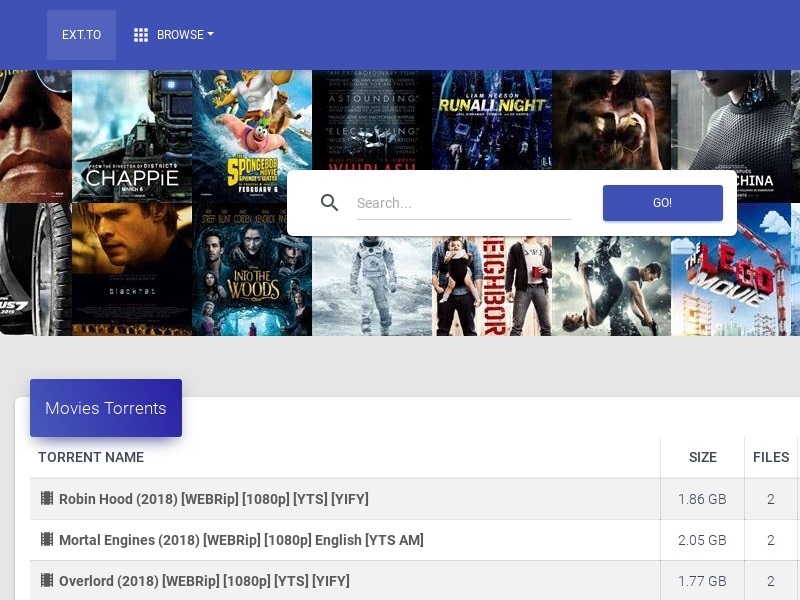 EXT.TO
BROWSE
FROM THE DIRECTOR OF DISTRICT 9
CHAPPiE
MARCH 6
THE
SPONGEBOB
MOVIE
SPONGE OUT OF WATER
FEBRUARY 6
ASTOUNDING
ELECTRIFYING
WHIPLASH
LIAM NEESON
RUN ALL NIGHT
CHINA
Search...
GO!
2015
blackhat
INTO THE
WOODS
NEIGHBOR
THE
LEGO
MOVIE
Movies Torrents
TORRENT NAME
SIZE
FILES
Robin Hood (2018) [WEBRip] [1080p] [YTS] [YIFY]
1.86 GB
2
Mortal Engines (2018) [WEBRip] [1080p] English [YTS AM]
2.05 GB
2
Overlord (2018) [WEBRip] [1080p] [YTS] [YIFY]
1.77 GB
2